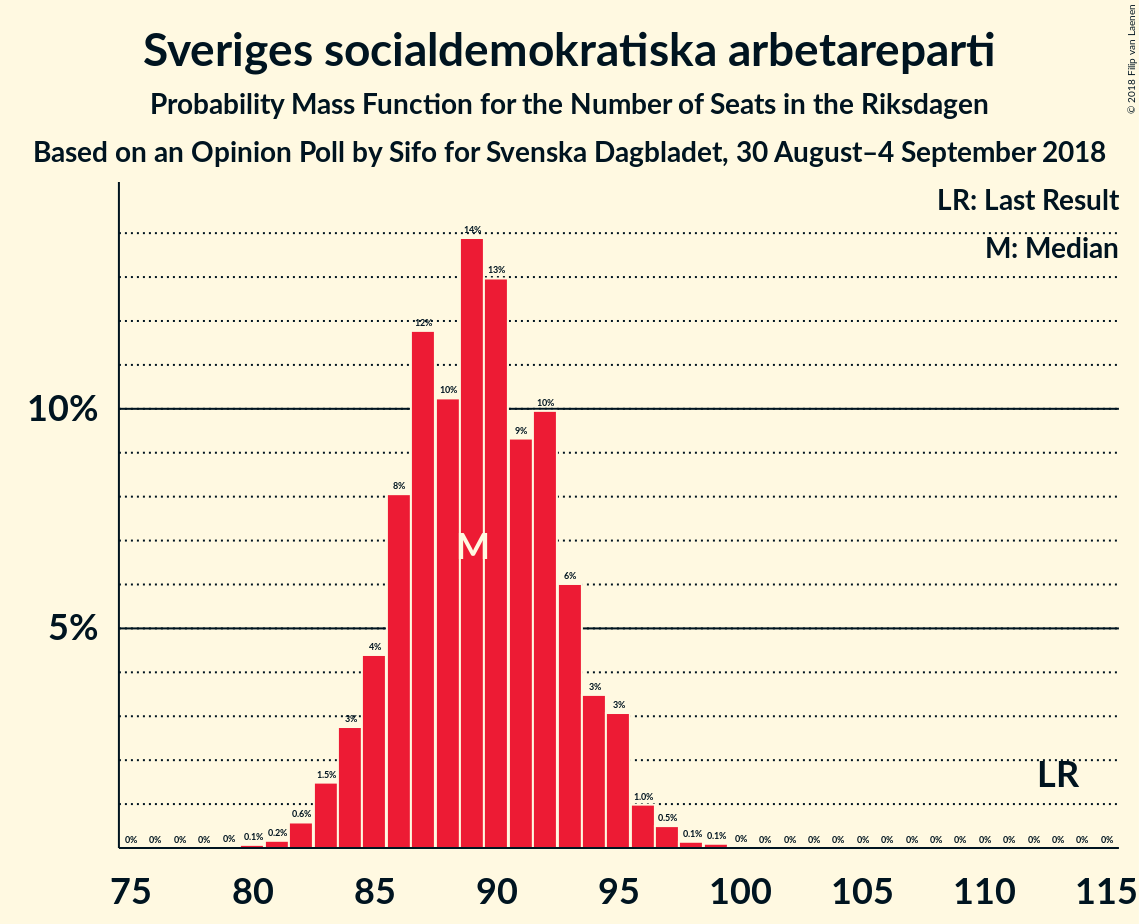 Sveriges socialdemokratiska arbetareparti
Probability Mass Function for the Number of Seats in the Riksdagen
Based on an Opinion Poll by Sifo for Svenska Dagbladet, 30 August–4 September 2018
© 2018 Filip van Laenen
LR: Last Result
M: Median
10%
5%
0% 0% 0% 0% 0% 0.1% 0.2% 0.6% 1.5% 3% 4% 8% 12% 10% 14% 13% 9% 10% 6% 3% 3% 1.0% 0.5% 0.1% 0.1% 0% 0% 0% 0% 0% 0% 0% 0% 0% 0% 0% 0% 0% 0% 0% 0%
M
LR
75 80 85 90 95 100 105 110 115